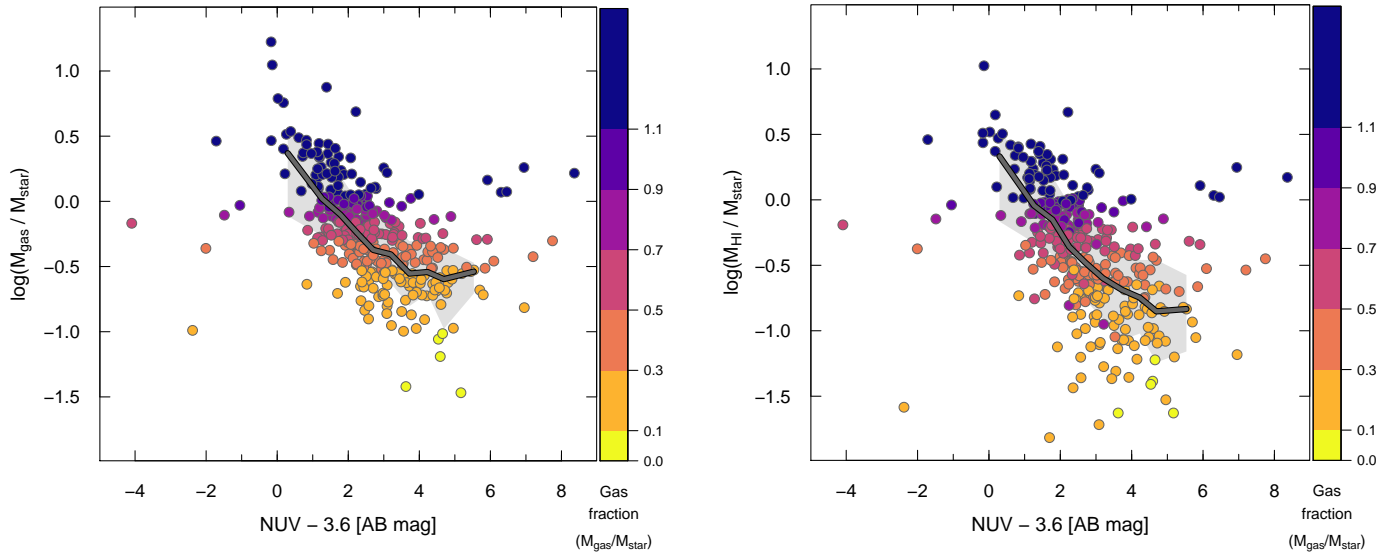 log(Mgas / Mstar)
1.0
0.5
0.0
−0.5
−1.0
−1.5
−4 −2 0 2 4 6 8
NUV − 3.6 [AB mag]
1.1
0.9
0.7
0.5
0.3
0.1
0.0
Gas
fraction
(Mgas/Mstar)
log(MHI / Mstar)
1.0
0.5
0.0
−0.5
−1.0
−1.5
−4 −2 0 2 4 6 8
NUV − 3.6 [AB mag]
1.1
0.9
0.7
0.5
0.3
0.1
0.0
Gas
fraction
(Mgas/Mstar)